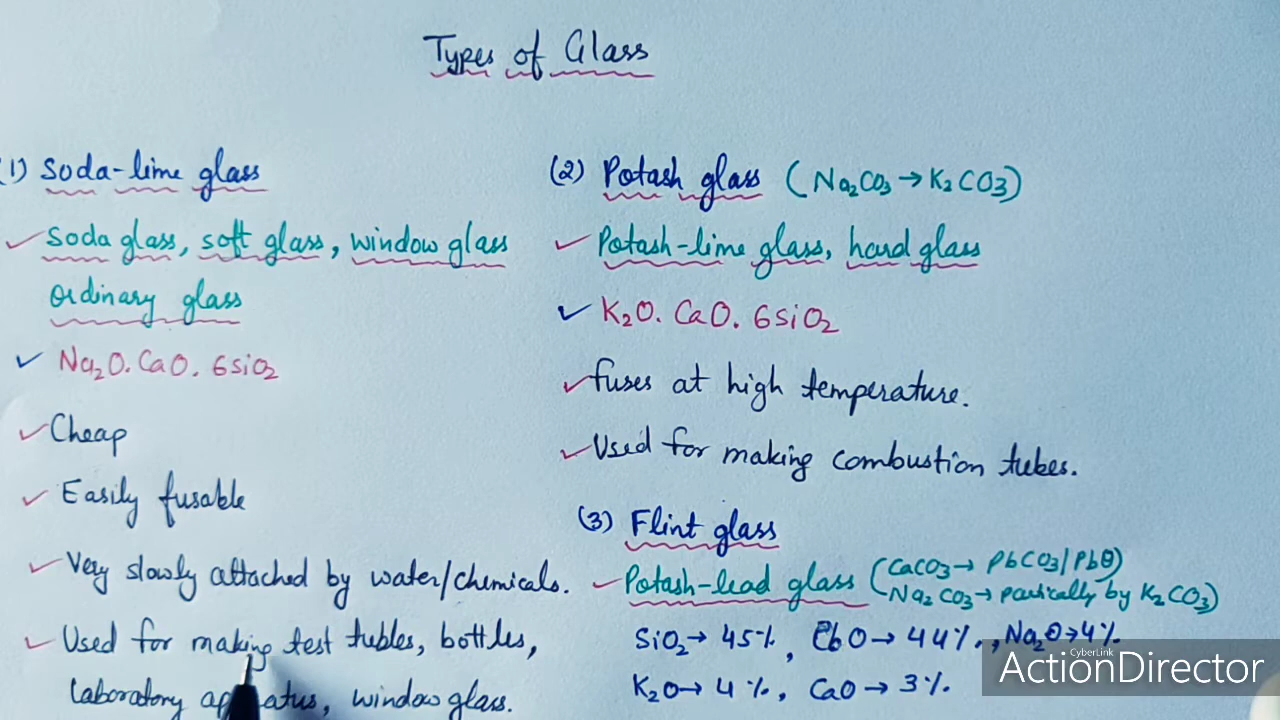 Types of Glass
(1) Soda-lime glass
Soda glass, soft glass, window glass
ordinary glass
Na2O.CaO.6SiO2
Cheap
Easily fusable
Very slowly attached by water/chemicals.
Used for making test tubles, bottles,
laboratory apparatus, window glass.
(2) Potash glass (Na2CO3→K2CO3)
Potash-lime glass, hard glass
K2O.CaO.6SiO2
fuses at high temperature.
Used for making combustion tubes.
(3) Flint glass
Potash-lead glass (CaCO3→ PbCO3/PbO)
(Na2CO3→ partically by K2CO3)
SiO2→ 45%, PbO→ 44%, Na2O→4%
K2O→ 4%, CaO→ 3%
CyberLink
ActionDirector